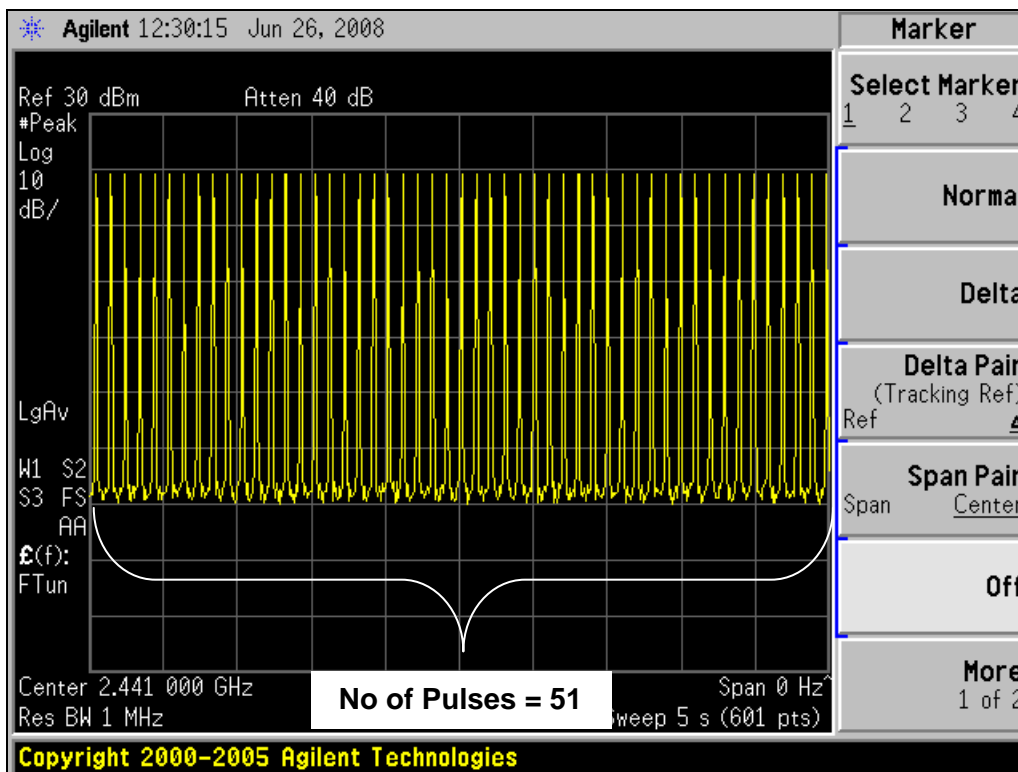 Agilent 12:30:15 Jun 26, 2008
Marker
Ref 30 dBm Atten 40 dB
#Peak
Log
10
dB/
LgAv
W1 S2
S3 FS
AA
£(f):
FTun
Center 2.441 000 GHz Span 0 Hz^
Res BW 1 MHz Sweep 5 s (601 pts)
No of Pulses = 51
Select Marker
1 2 3 4
Norma
Delta
Delta Pair
(Tracking Ref)
Ref Δ
Span Pair
Span Center
Off
More
1 of 2
Copyright 2000-2005 Agilent Technologies